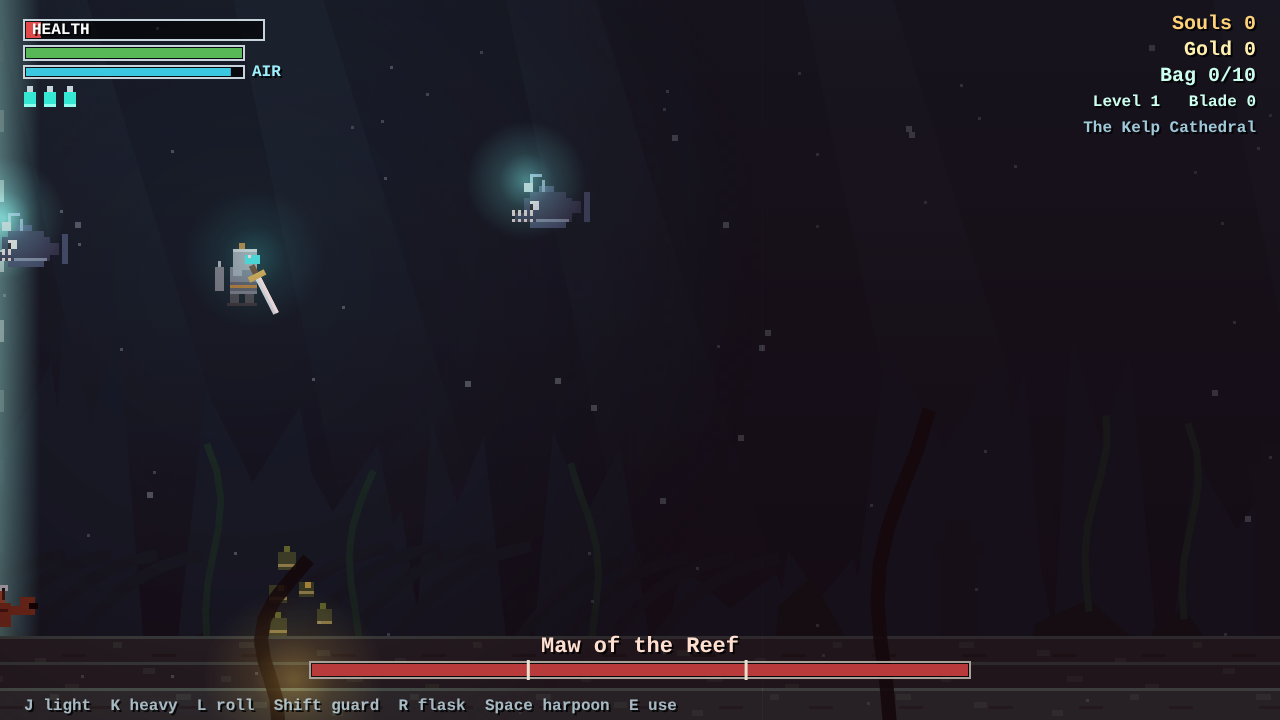 HEALTH
AIR
Souls 0
Gold 0
Bag 0/10
Level 1   Blade 0
The Kelp Cathedral
Maw of the Reef
J light  K heavy  L roll  Shift guard  R flask  Space harpoon  E use